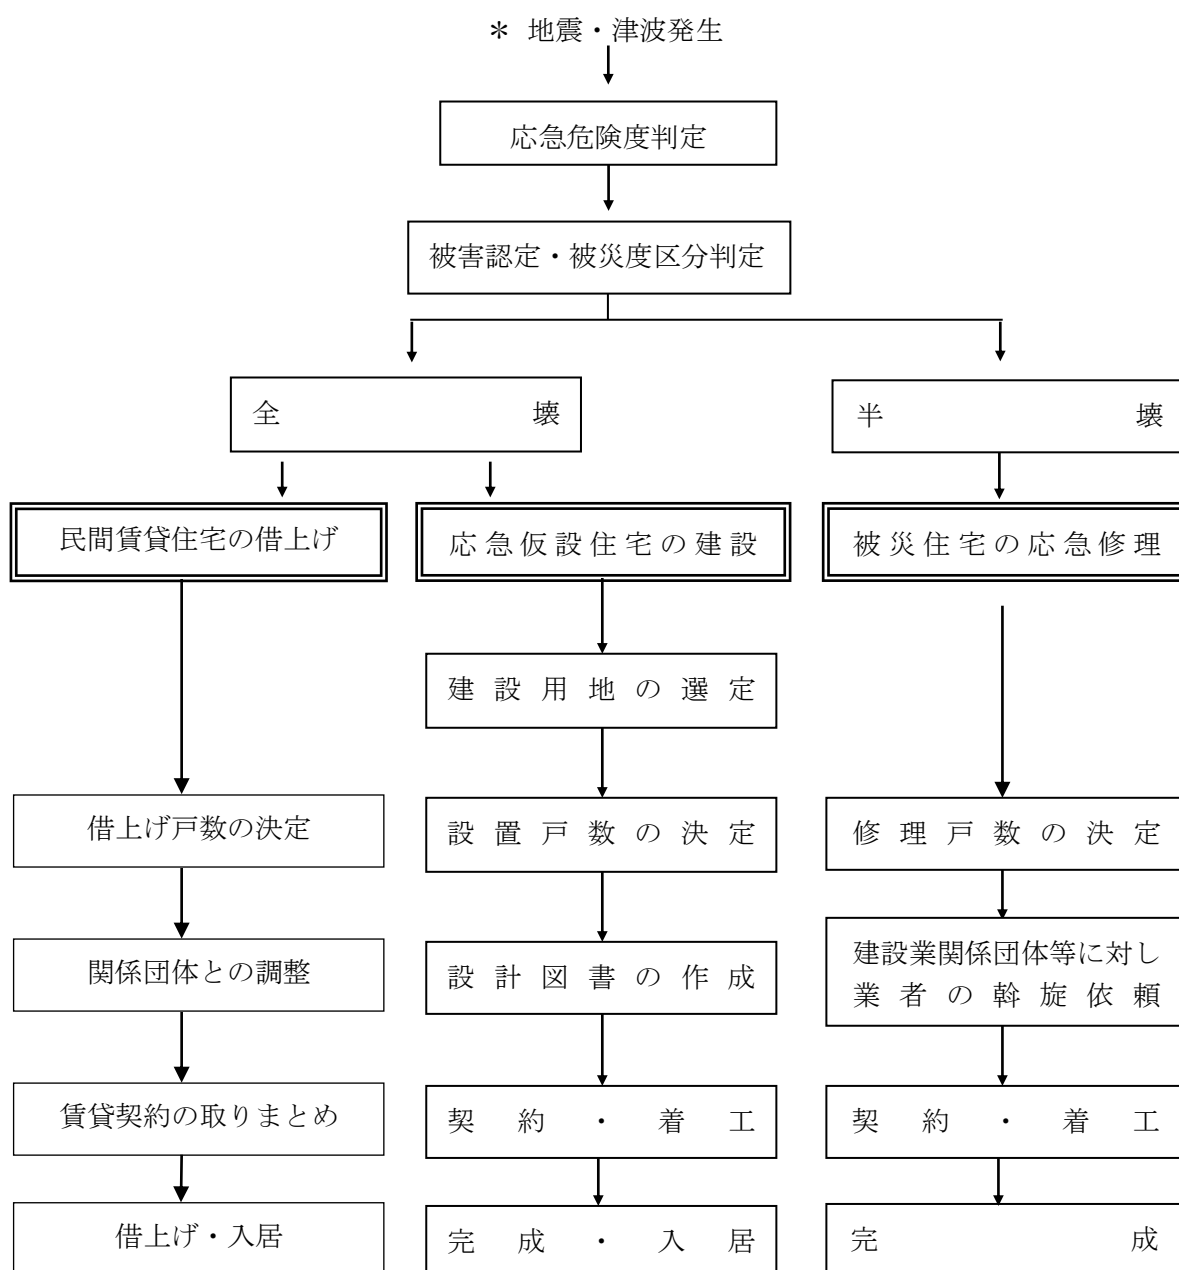 ＊ 地震・津波発生
応急危険度判定
被害認定・被災度区分判定
全壊
半壊
民間賃貸住宅の借上げ
応急仮設住宅の建設
被災住宅の応急修理
建設用地の選定
借上げ戸数の決定
設置戸数の決定
修理戸数の決定
関係団体との調整
設計図書の作成
建設業関係団体等に対し
業者の斡旋依頼
賃貸契約の取りまとめ
契約・着工
契約・着工
借上げ・入居
完成・入居
完成